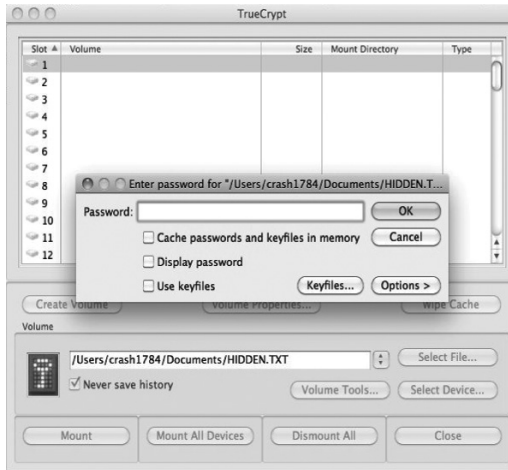 TrueCrypt
Slot Volume Size Mount Directory Type
1
2
3
4
5
6
7
8
9
10
11
12
Enter password for "/Users/crash1784/Documents/HIDDEN.T...
Password:
OK
Cache passwords and keyfiles in memory
Cancel
Display password
Use keyfiles
Keyfiles...
Options >
Create Volume
Volume Properties...
Wipe Cache
Volume
/Users/crash1784/Documents/HIDDEN.TXT
Select File...
Never save history
Volume Tools...
Select Device...
Mount
Mount All Devices
Dismount All
Close